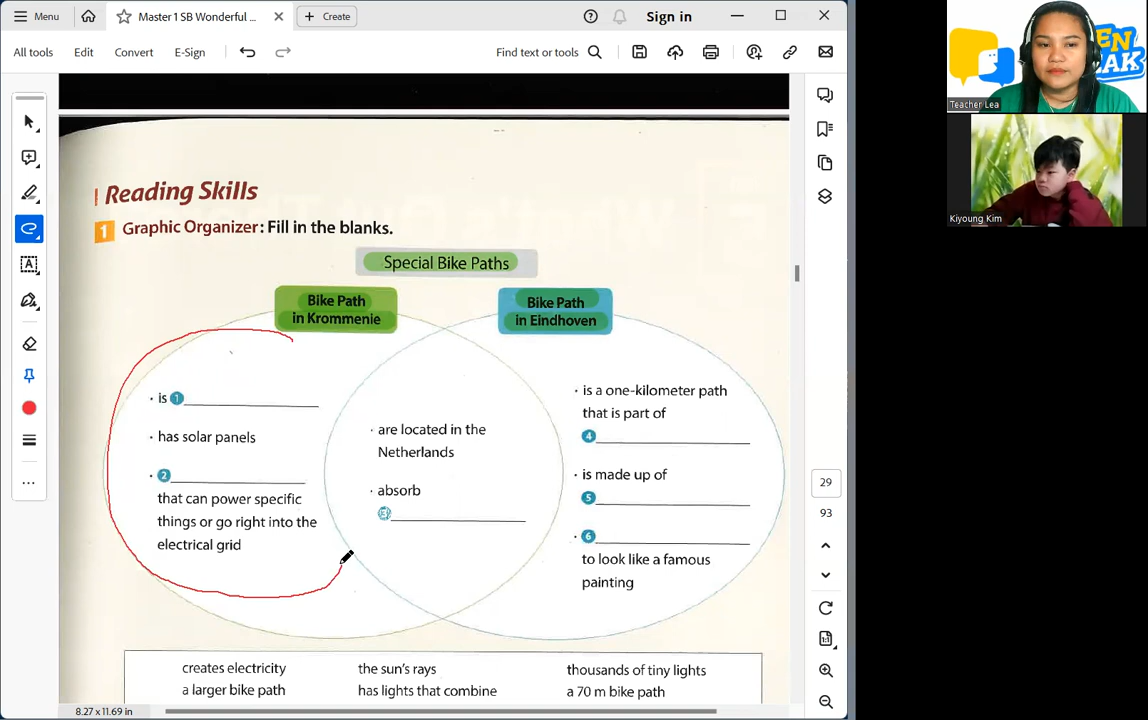 Menu
Master 1 SB Wonderful ...
Create
Sign in
All tools
Edit
Convert
E-Sign
Find text or tools
Reading Skills
1 Graphic Organizer: Fill in the blanks.
Special Bike Paths
Bike Path
in Krommenie
Bike Path
in Eindhoven
· is 1
· has solar panels
· 2
that can power specific
things or go right into the
electrical grid
· are located in the
Netherlands
· absorb
3
· is a one-kilometer path
that is part of
4
· is made up of
5
· 6
to look like a famous
painting
creates electricity
the sun's rays
thousands of tiny lights
a larger bike path
has lights that combine
a 70 m bike path
8.27 x 11.69 in
29
93
1:1
EN
EAK
Teacher Lea
Kiyoung Kim